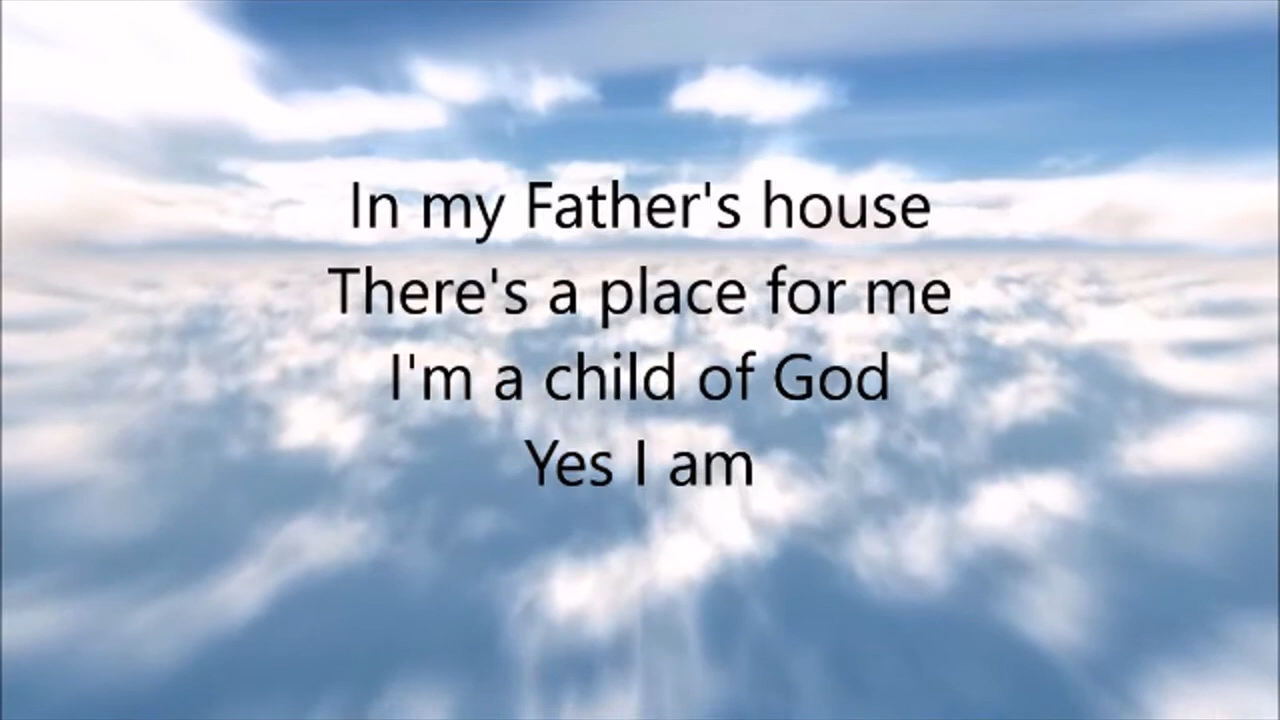 In my Father's house
There's a place for me
I'm a child of God
Yes I am